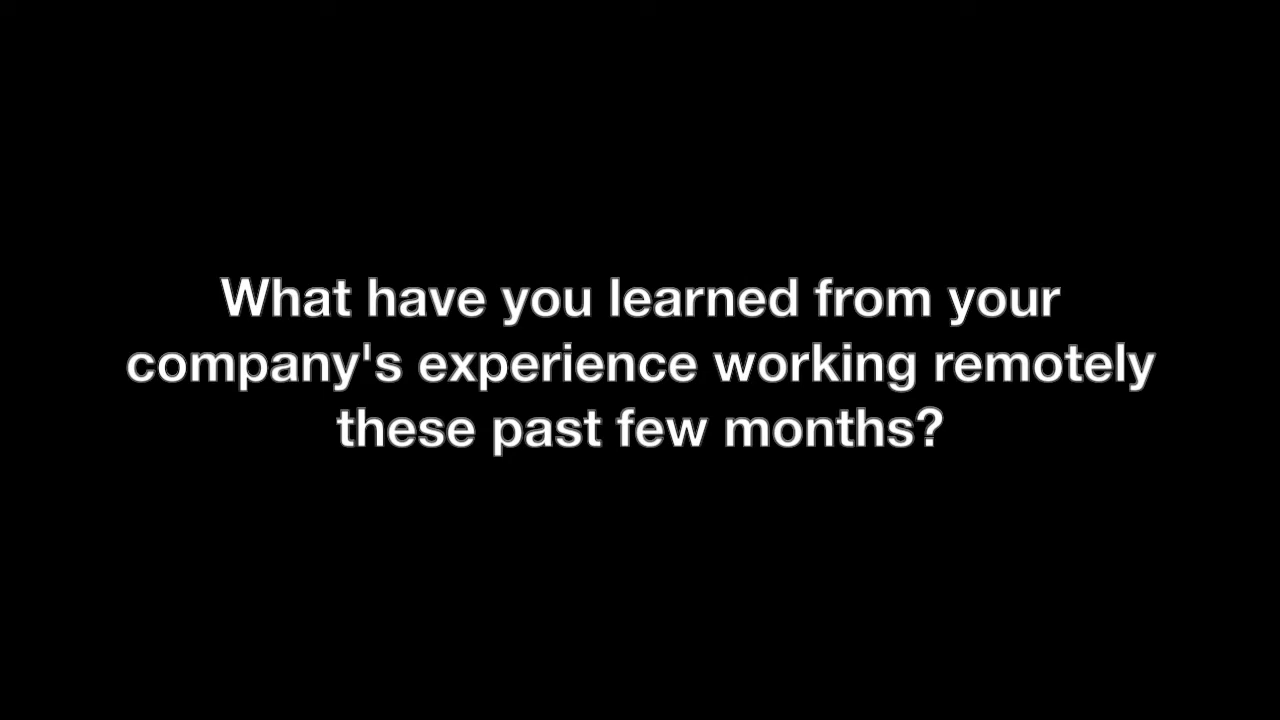 What have you learned from your
company's experience working remotely
these past few months?